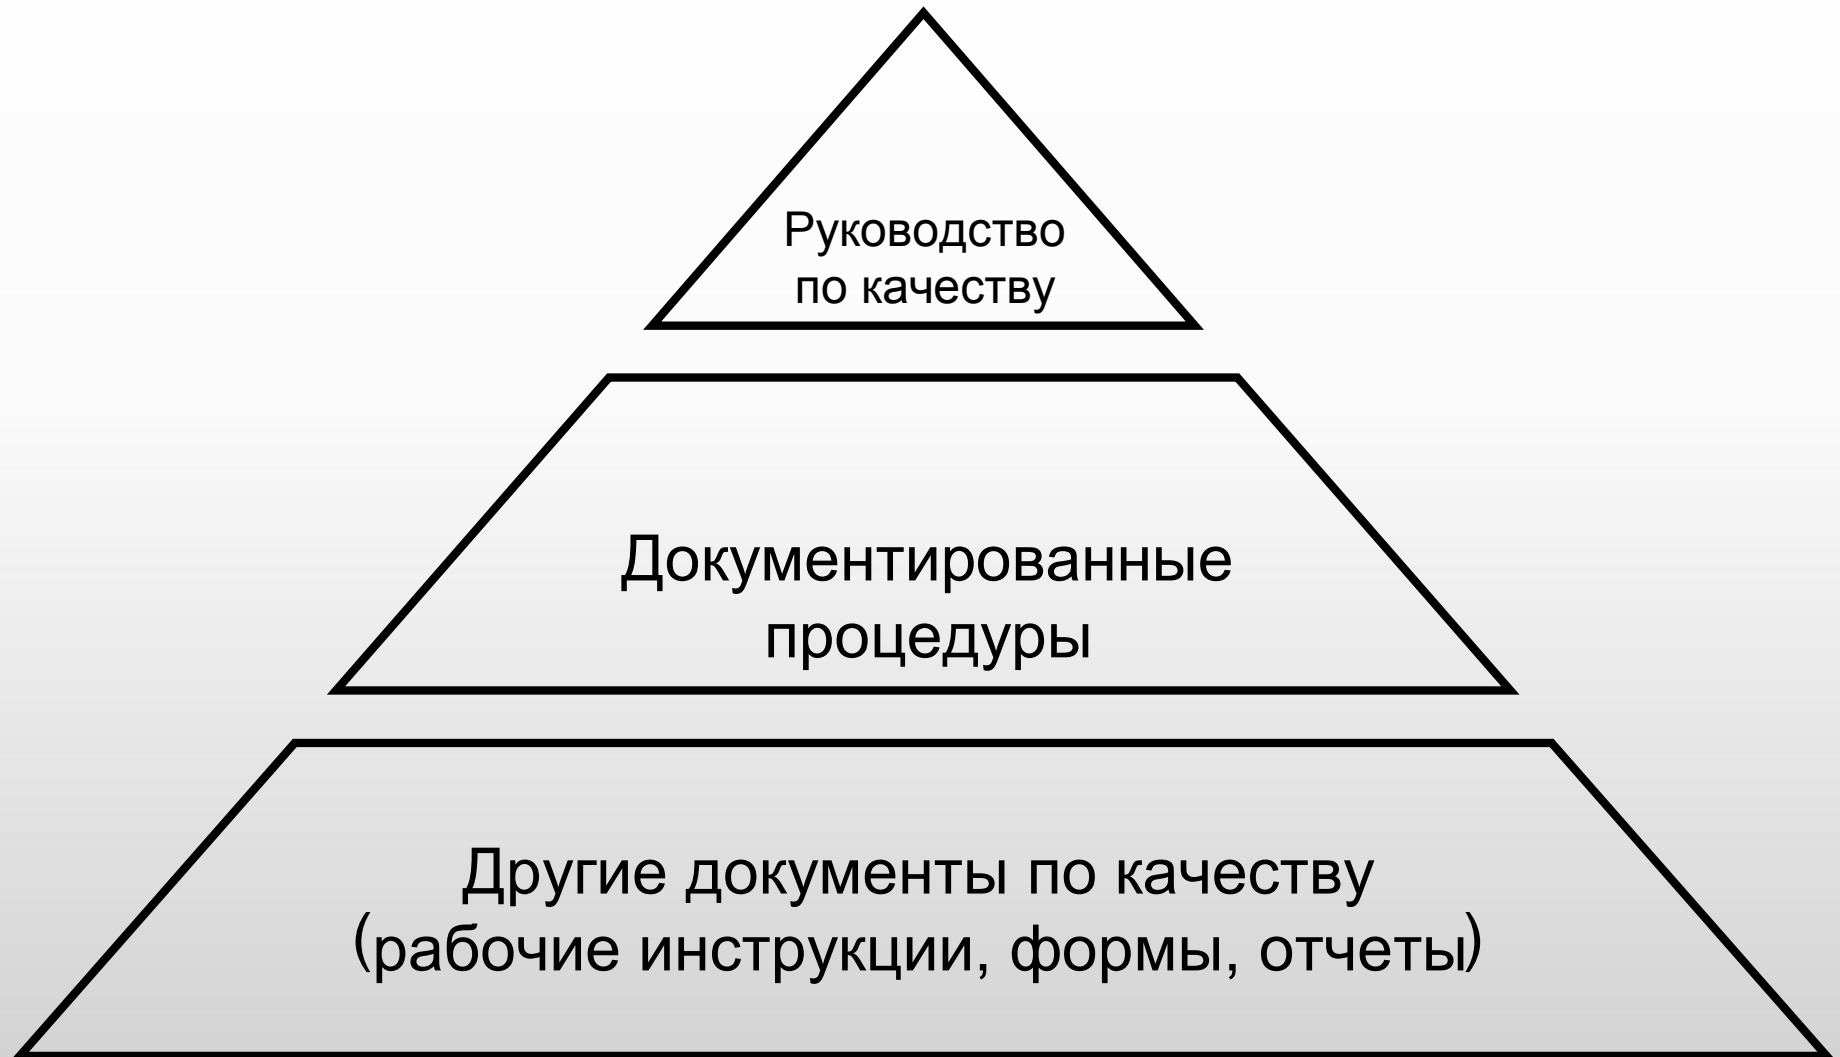 Руководство
по качеству
Документированные
процедуры
Другие документы по качеству
(рабочие инструкции, формы, отчеты)